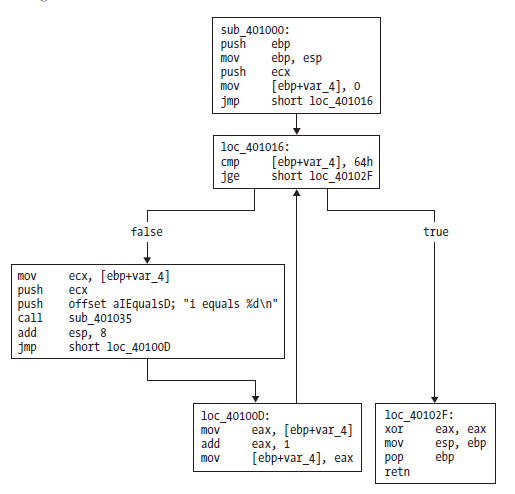 sub_401000:
push ebp
mov ebp, esp
push ecx
mov [ebp+var_4], 0
jmp short loc_401016
loc_401016:
cmp [ebp+var_4], 64h
jge short loc_40102F
false
true
mov ecx, [ebp+var_4]
push ecx
push offset aIEqualsD; "i equals %d\n"
call sub_401035
add esp, 8
jmp short loc_40100D
loc_40100D:
mov eax, [ebp+var_4]
add eax, 1
mov [ebp+var_4], eax
loc_40102F:
xor eax, eax
mov esp, ebp
pop ebp
retn